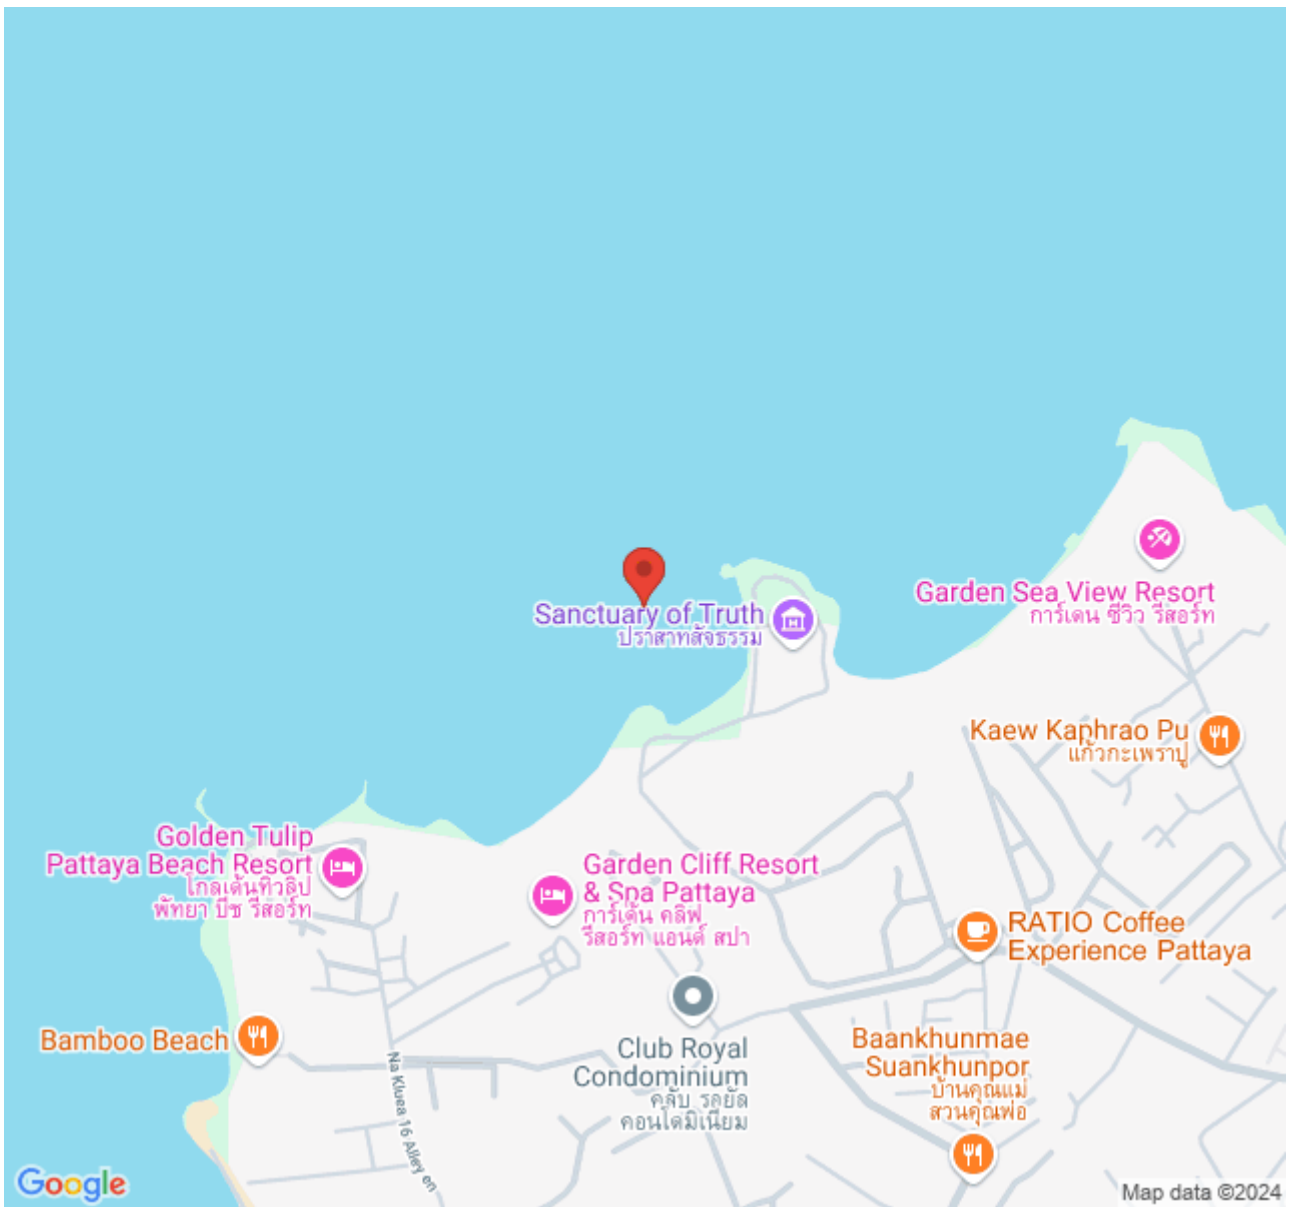 Sanctuary of Truth
ปราสาทสัจธรรม
Garden Sea View Resort
การ์เดน ซีวิว รีสอร์ท
Kaew Kaphrao Pu
แก้วกะเพราปู
Golden Tulip
Pattaya Beach Resort
โกลเด้นทิวลิป
พัทยา บีช รีสอร์ท
Garden Cliff Resort
& Spa Pattaya
การ์เด้น คลิฟ
รีสอร์ท แอนด์ สปา
RATIO Coffee
Experience Pattaya
Bamboo Beach
Club Royal
Condominium
คลับ รอยัล
คอนโดมิเนียม
Baankhunmae
Suankhunpor
บ้านคุณแม่
สวนคุณพ่อ
Na Kluea 16 Alley en
Google
Map data ©2024